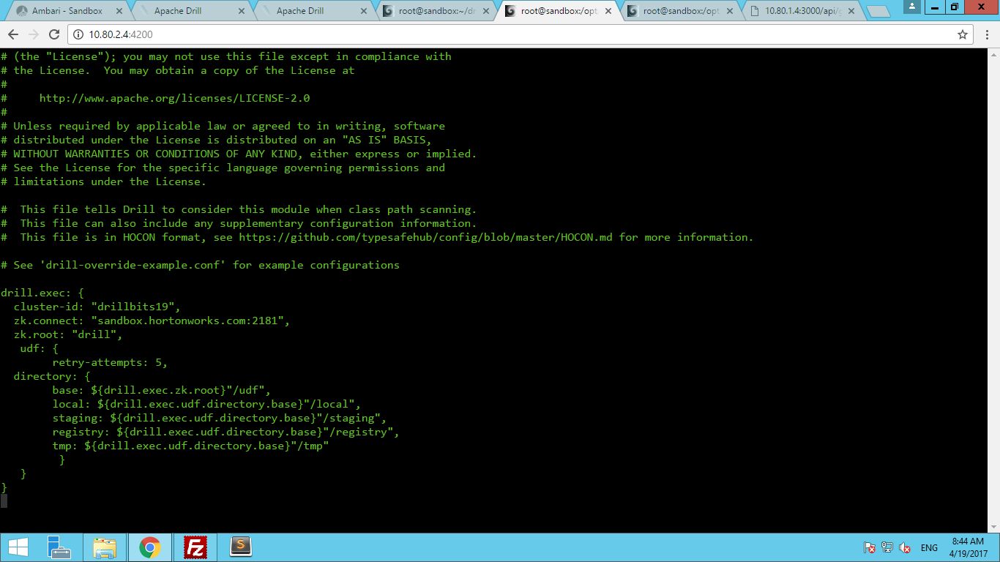 Ambari - Sandbox
Apache Drill
Apache Drill
root@sandbox:~/dr
root@sandbox:/opt
root@sandbox:/opt
10.80.1.4:3000/api/g
10.80.2.4:4200
# (the "License"); you may not use this file except in compliance with
# the License.  You may obtain a copy of the License at
#
#     http://www.apache.org/licenses/LICENSE-2.0
#
# Unless required by applicable law or agreed to in writing, software
# distributed under the License is distributed on an "AS IS" BASIS,
# WITHOUT WARRANTIES OR CONDITIONS OF ANY KIND, either express or implied.
# See the License for the specific language governing permissions and
# limitations under the License.
#  This file tells Drill to consider this module when class path scanning.
#  This file can also include any supplementary configuration information.
#  This file is in HOCON format, see https://github.com/typesafehub/config/blob/master/HOCON.md for more information.
# See 'drill-override-example.conf' for example configurations
drill.exec: {
  cluster-id: "drillbits19",
  zk.connect: "sandbox.hortonworks.com:2181",
  zk.root: "drill",
   udf: {
        retry-attempts: 5,
  directory: {
        base: ${drill.exec.zk.root}"/udf",
        local: ${drill.exec.udf.directory.base}"/local",
        staging: ${drill.exec.udf.directory.base}"/staging",
        registry: ${drill.exec.udf.directory.base}"/registry",
        tmp: ${drill.exec.udf.directory.base}"/tmp"
         }
   }
}
Fz
S
ENG
8:44 AM
4/19/2017